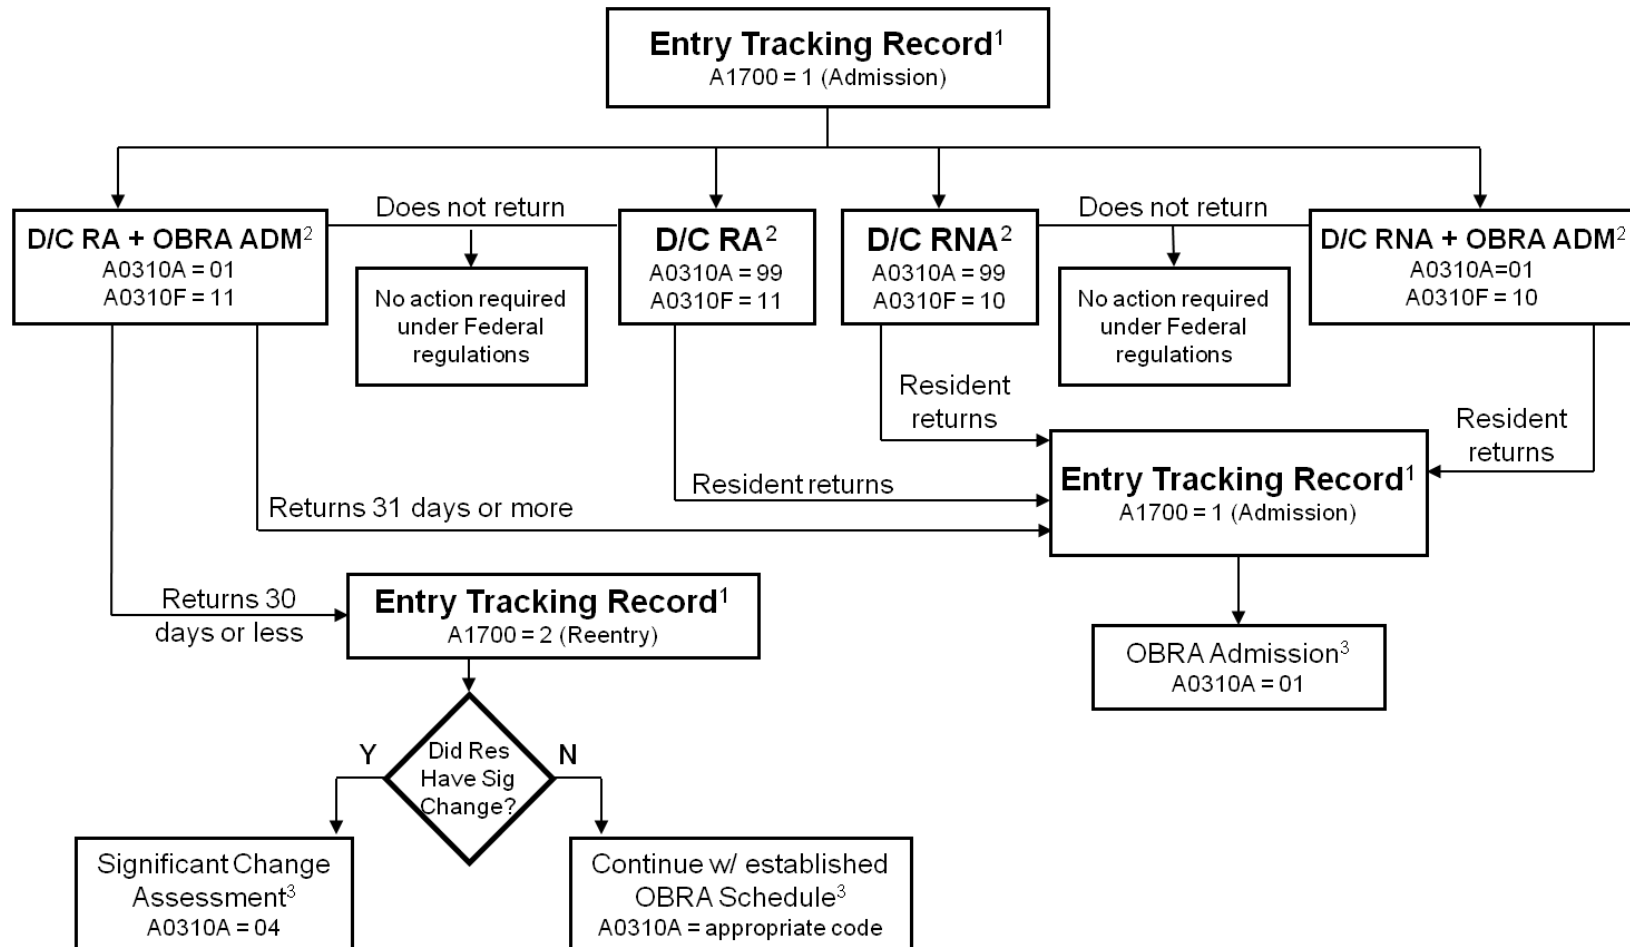 Entry Tracking Record¹
A1700 = 1 (Admission)
D/C RA + OBRA ADM²
A0310A = 01
A0310F = 11
Does not return
No action required
under Federal
regulations
D/C RA²
A0310A = 99
A0310F = 11
D/C RNA²
A0310A = 99
A0310F = 10
Does not return
No action required
under Federal
regulations
D/C RNA + OBRA ADM²
A0310A=01
A0310F = 10
Resident
returns
Resident
returns
Resident returns
Returns 31 days or more
Entry Tracking Record¹
A1700 = 1 (Admission)
Returns 30
days or less
Entry Tracking Record¹
A1700 = 2 (Reentry)
OBRA Admission³
A0310A = 01
Y
Did Res
Have Sig
Change?
N
Significant Change
Assessment³
A0310A = 04
Continue w/ established
OBRA Schedule³
A0310A = appropriate code